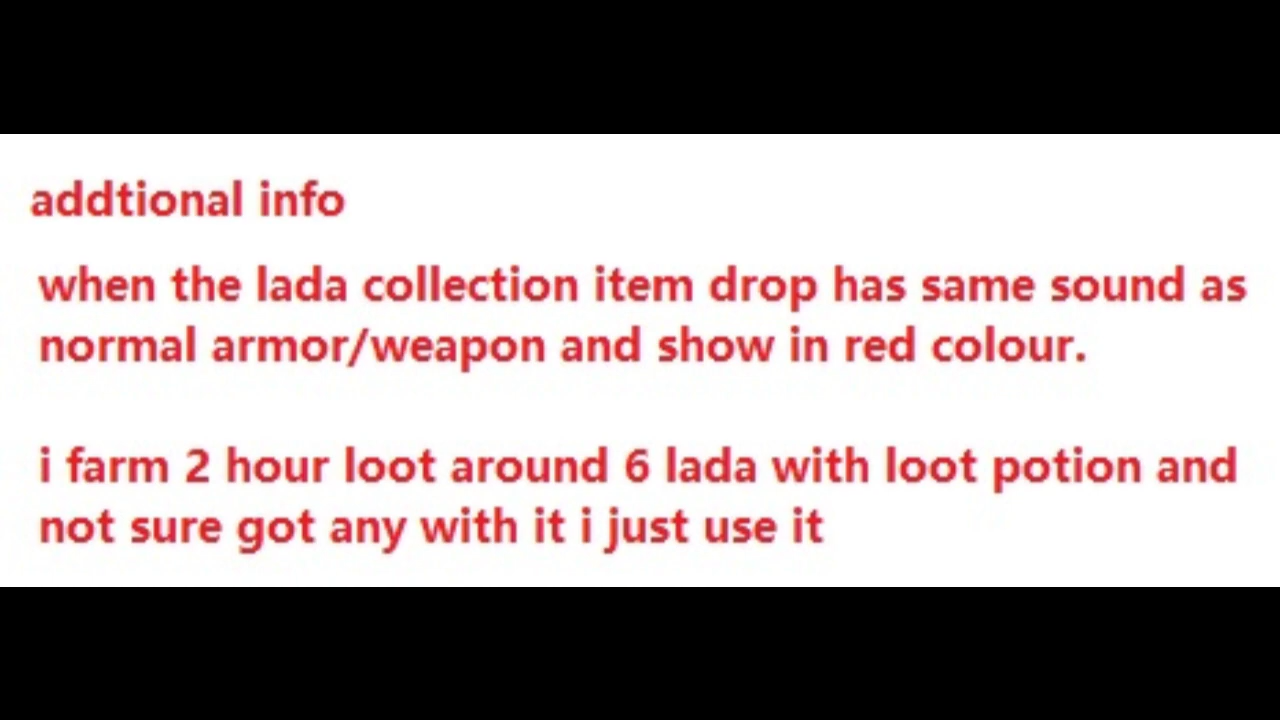 addtional info
when the lada collection item drop has same sound as
normal armor/weapon and show in red colour.
i farm 2 hour loot around 6 lada with loot potion and
not sure got any with it i just use it